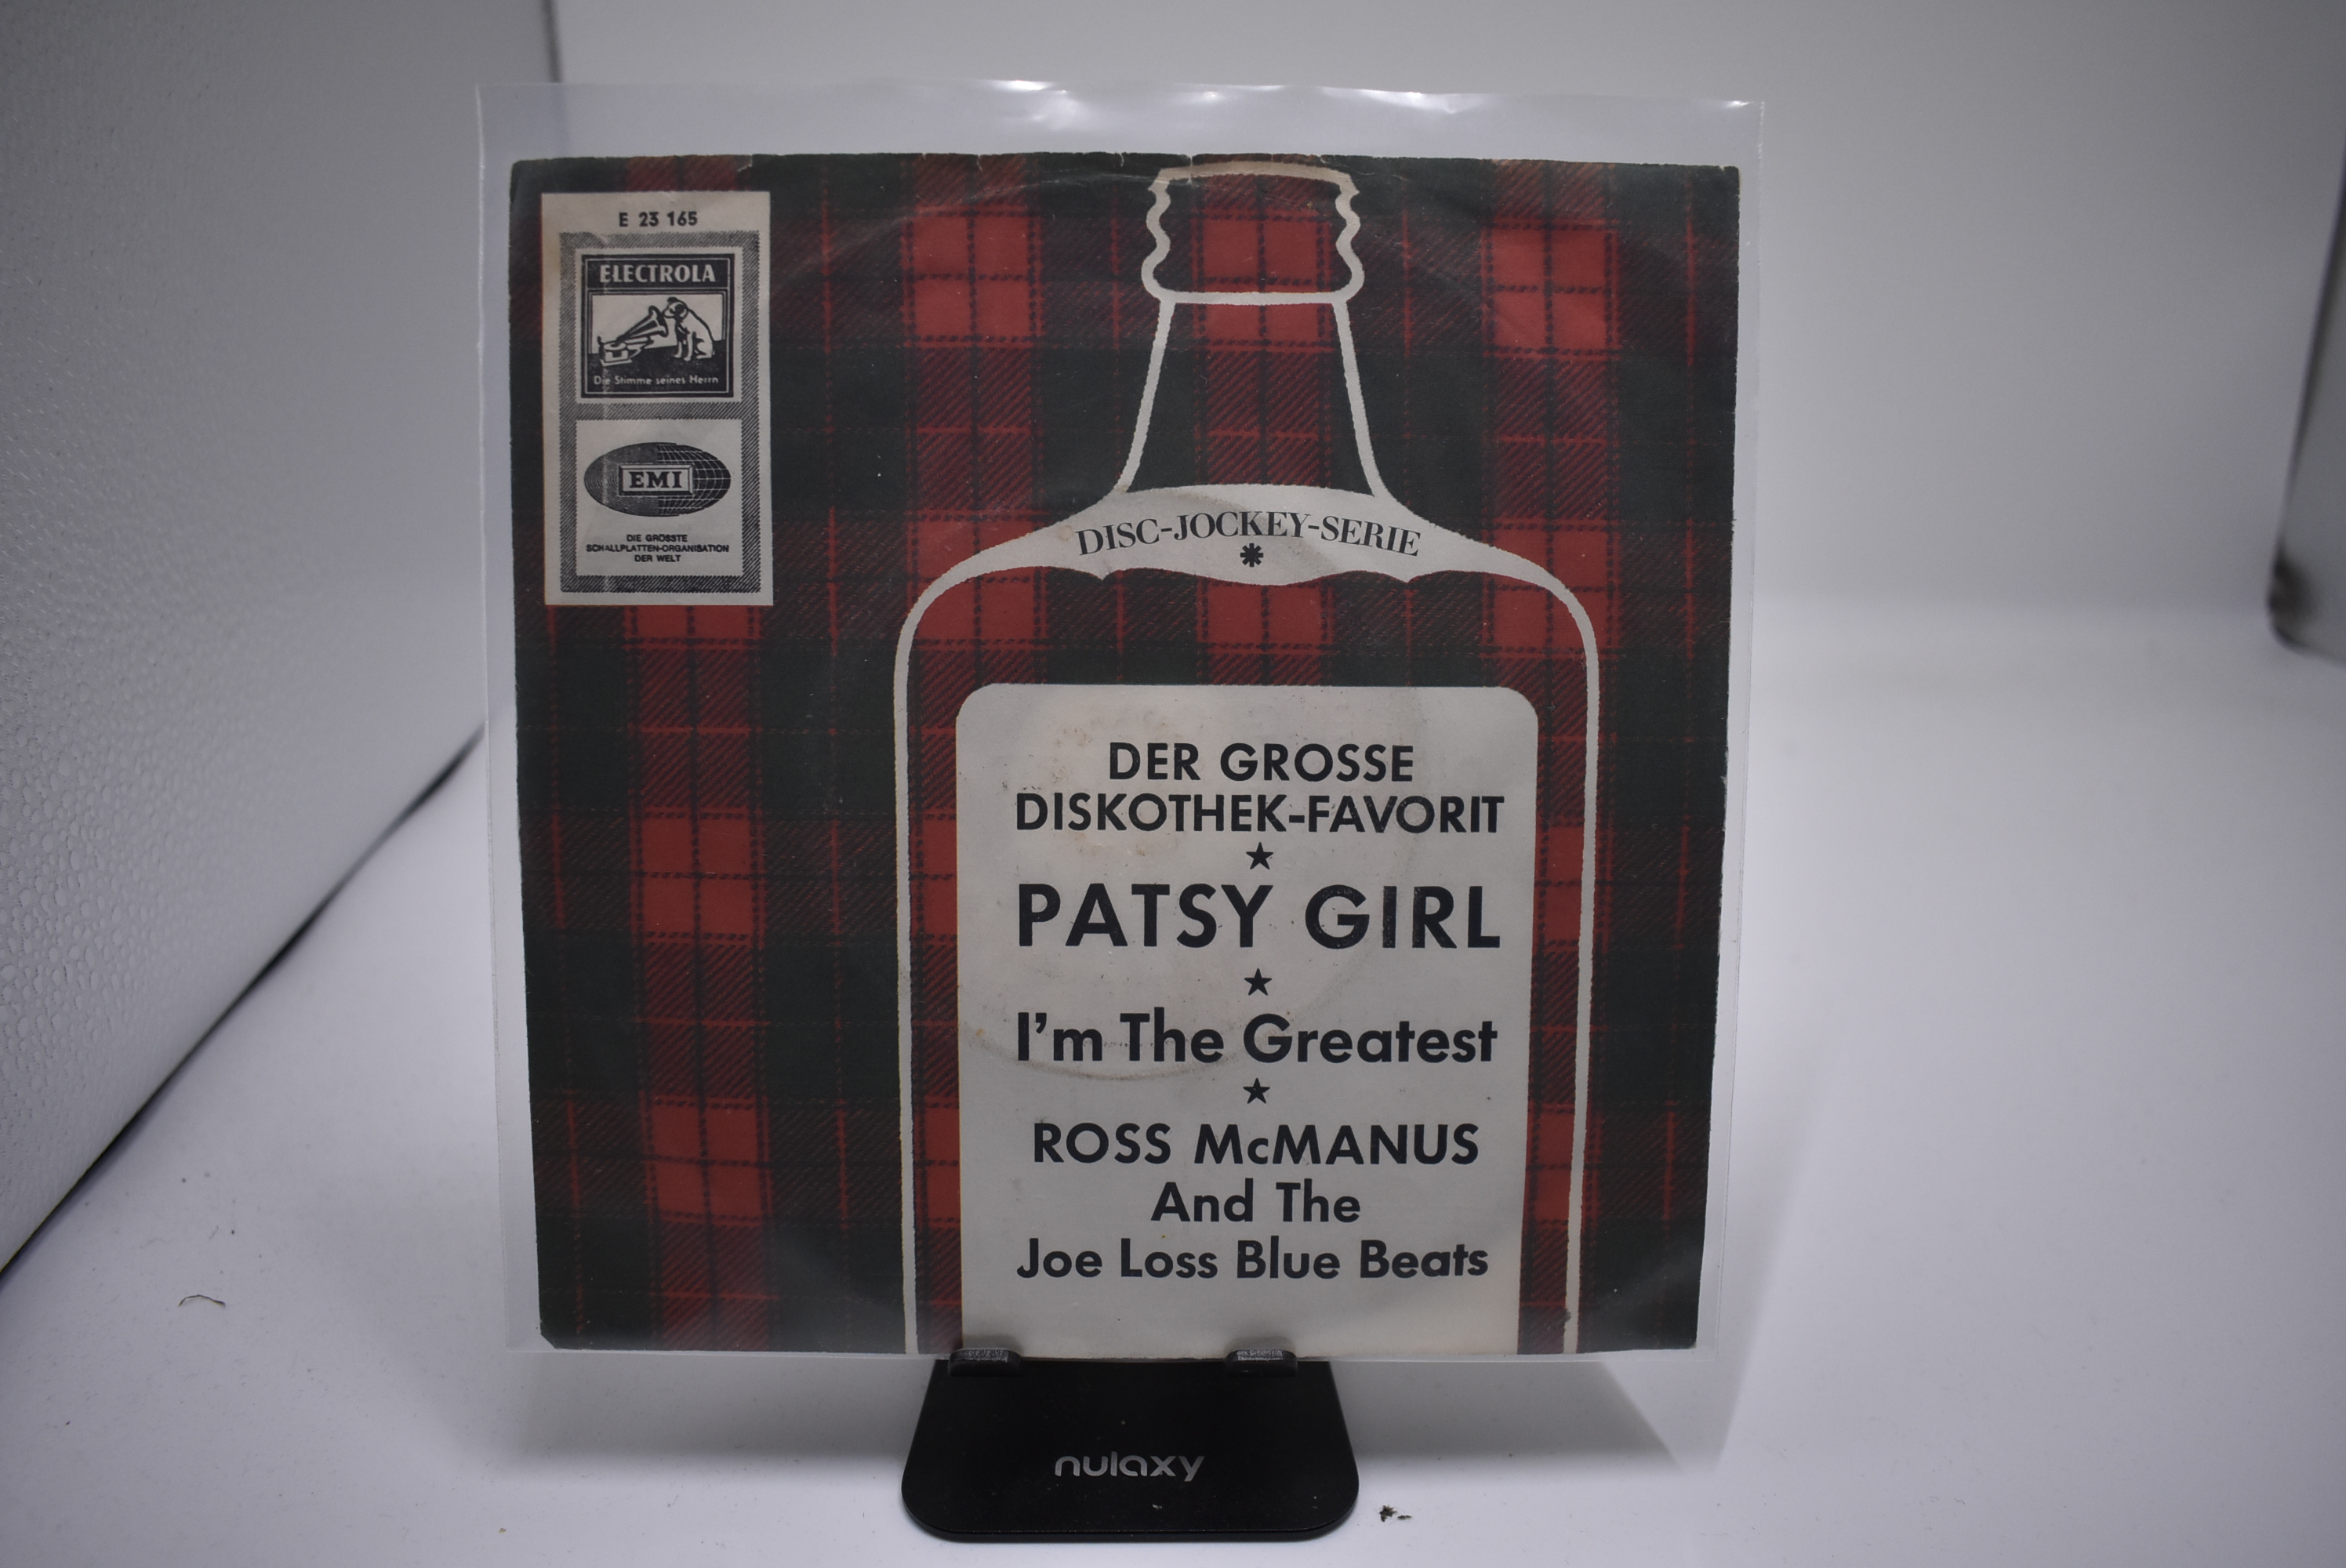 E 23 165
ELECTROLA
Die Stimme seines Herrn
EMI
DIE GRÖSSTE
SCHALLPLATTEN-ORGANISATION
DER WELT
DISC-JOCKEY-SERIE
*
DER GROSSE
DISKOTHEK-FAVORIT
★
PATSY GIRL
★
I'm The Greatest
★
ROSS McMANUS
And The
Joe Loss Blue Beats
nulaxy